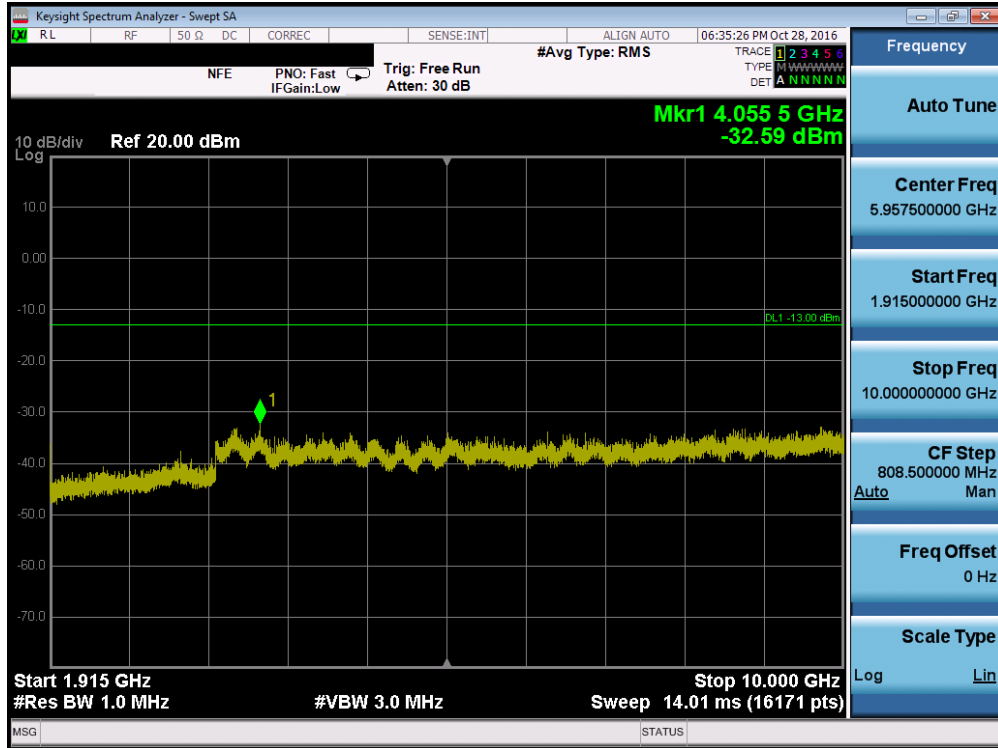 Keysight Spectrum Analyzer - Swept SA
LXI RL RF 50 Ω DC CORREC SENSE:INT ALIGN AUTO 06:35:26 PM Oct 28, 2016
#Avg Type: RMS
TRACE 1 2 3 4 5 6
NFE PNO: Fast Trig: Free Run
TYPE M W W W W W
IFGain:Low Atten: 30 dB
DET A N N N N N
Mkr1 4.055 5 GHz
-32.59 dBm
10 dB/div Ref 20.00 dBm
Log
10.0
0.00
-10.0
DL1 -13.00 dBm
-20.0
-30.0
1
-40.0
-50.0
-60.0
-70.0
Start 1.915 GHz Stop 10.000 GHz
#Res BW 1.0 MHz #VBW 3.0 MHz Sweep 14.01 ms (16171 pts)
MSG STATUS
Frequency
Auto Tune
Center Freq
5.957500000 GHz
Start Freq
1.915000000 GHz
Stop Freq
10.000000000 GHz
CF Step
808.500000 MHz
Auto Man
Freq Offset
0 Hz
Scale Type
Log Lin